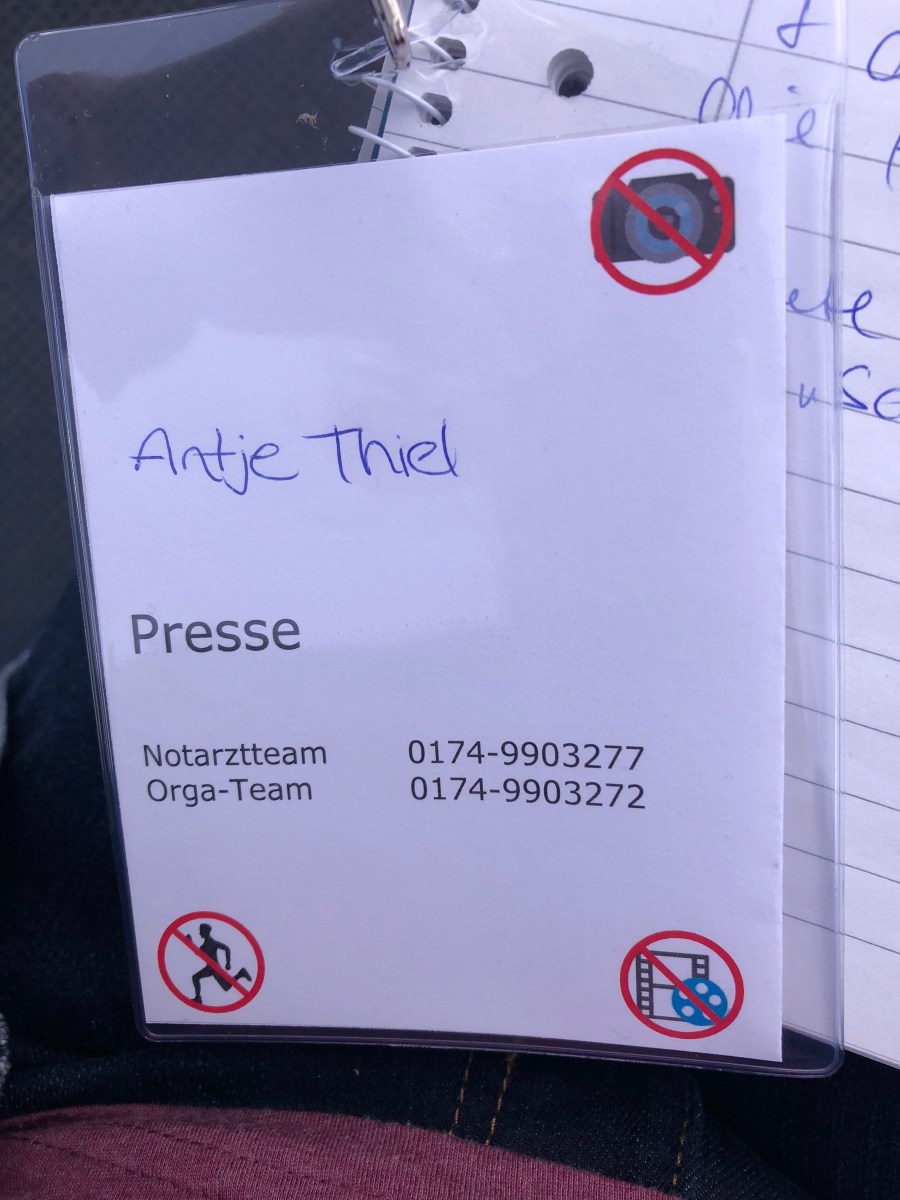 Antje Thiel
Presse
Notarztteam 0174-9903277
Orga-Team 0174-9903272